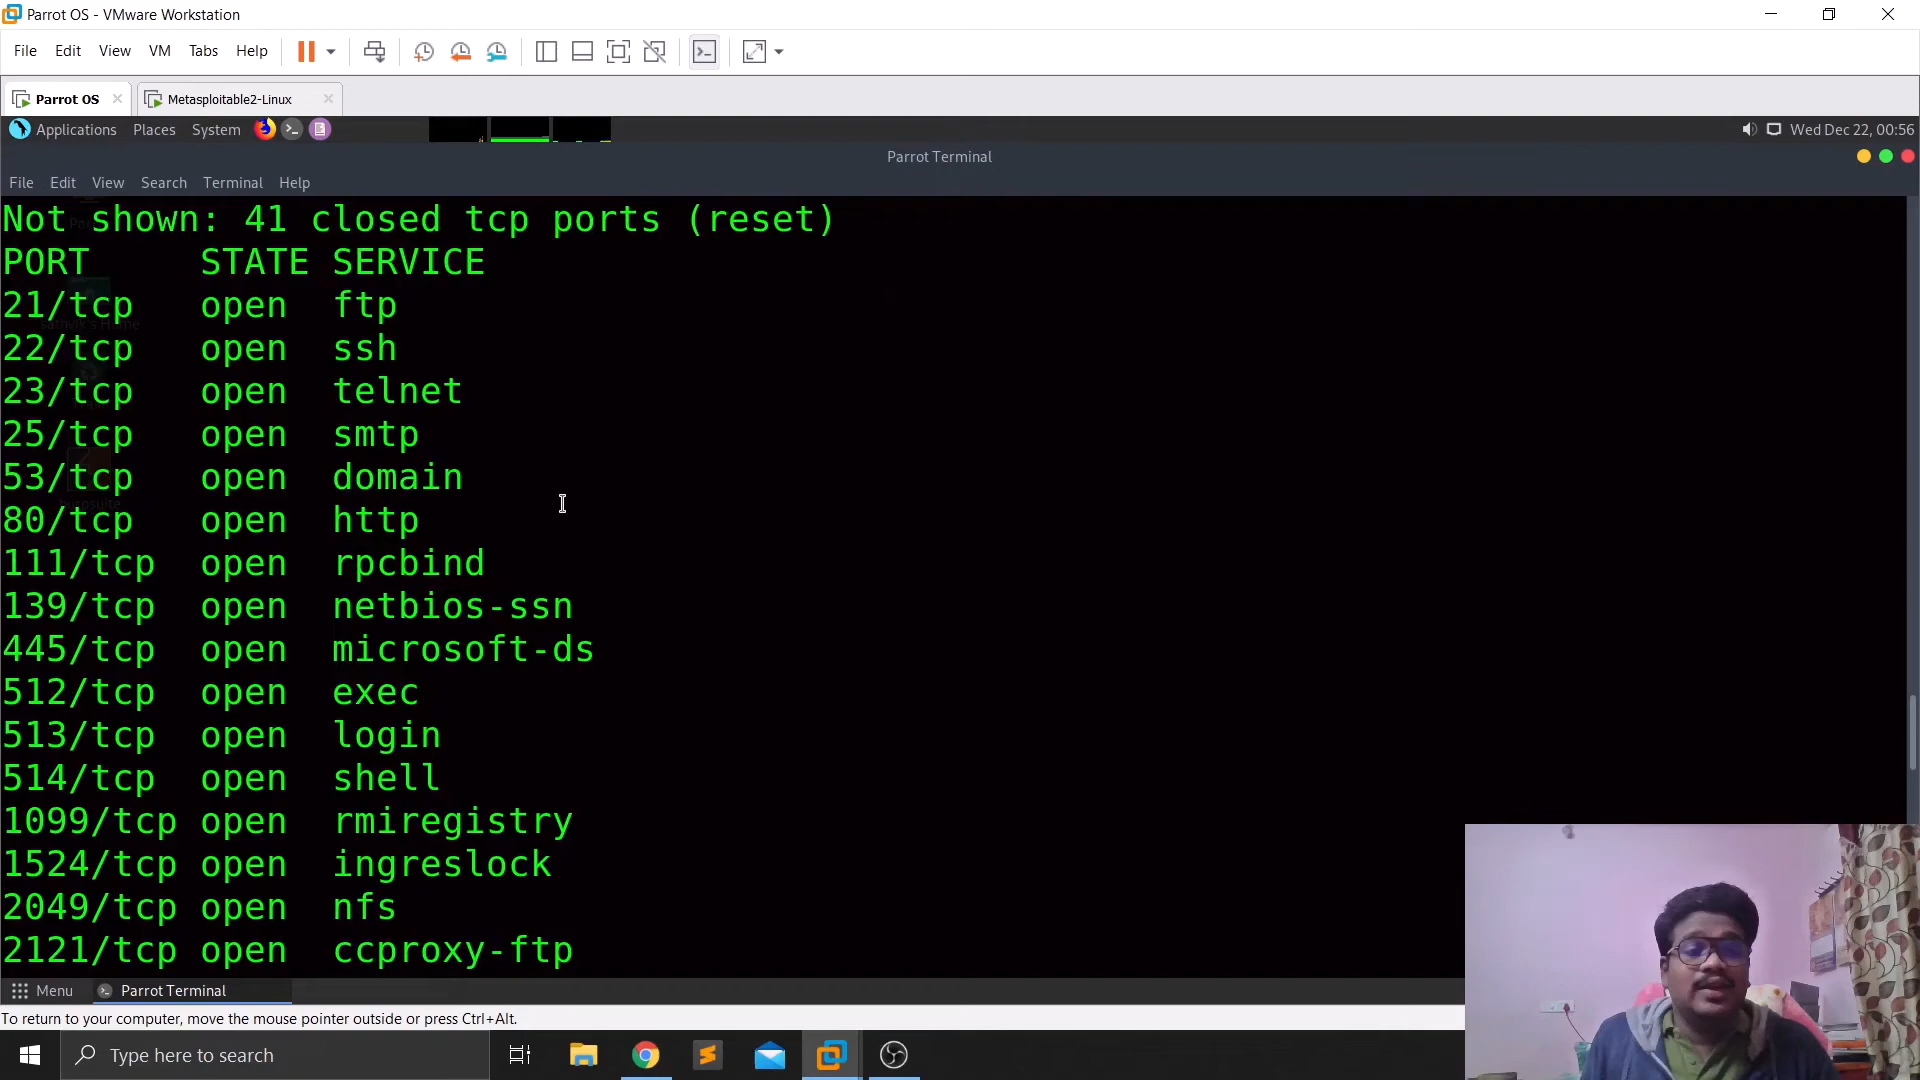 Parrot OS - VMware Workstation
File Edit View VM Tabs Help
Parrot OS Metasploitable2-Linux
Applications Places System Wed Dec 22, 00:56
Parrot Terminal
File Edit View Search Terminal Help
Not shown: 41 closed tcp ports (reset)
PORT STATE SERVICE
21/tcp open ftp
22/tcp open ssh
23/tcp open telnet
25/tcp open smtp
53/tcp open domain
80/tcp open http
111/tcp open rpcbind
139/tcp open netbios-ssn
445/tcp open microsoft-ds
512/tcp open exec
513/tcp open login
514/tcp open shell
1099/tcp open rmiregistry
1524/tcp open ingreslock
2049/tcp open nfs
2121/tcp open ccproxy-ftp
Menu Parrot Terminal
To return to your computer, move the mouse pointer outside or press Ctrl+Alt.
Type here to search